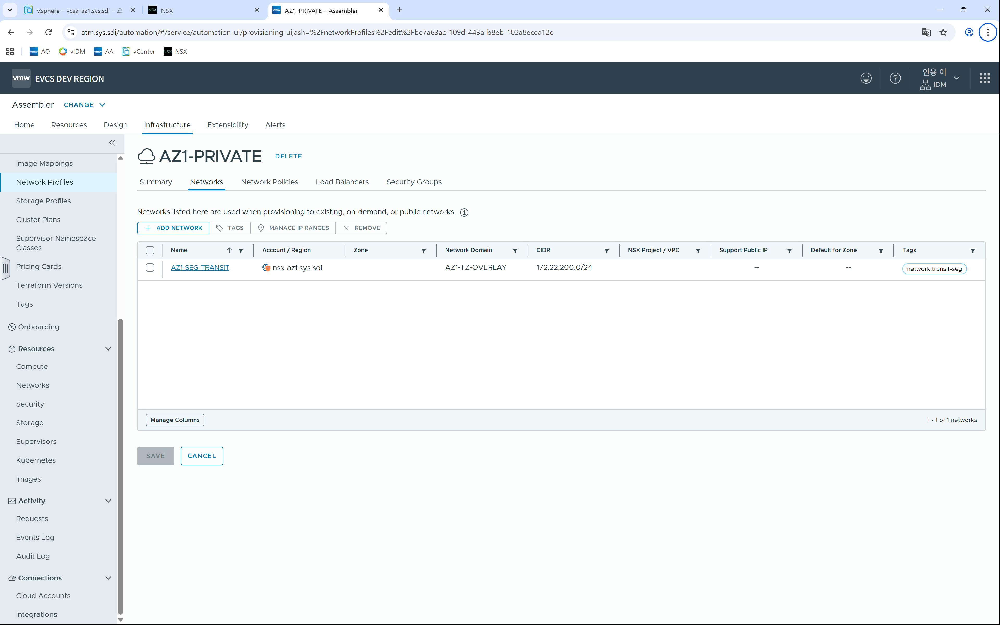 vSphere - vcsa-az1.sys.sdi - 요
NSX
NSX
AZ1-PRIVATE - Assembler
atm.sys.sdi/automation/#/service/automation-ui/provisioning-ui;ash=%2FnetworkProfiles%2Fedit%2Fbe7a63ac-109d-443a-b8eb-102a8ecea12e
vmw AO
vIDM
vmw AA
vCenter
NSX NSX
vmw EVCS DEV REGION
인용 이
IDM
Assembler CHANGE
Home Resources Design Infrastructure Extensibility Alerts
Image Mappings
Network Profiles
Storage Profiles
Cluster Plans
Supervisor Namespace
Classes
Pricing Cards
Terraform Versions
Tags
Onboarding
Resources
Compute
Networks
Security
Storage
Supervisors
Kubernetes
Images
Activity
Requests
Events Log
Audit Log
Connections
Cloud Accounts
Integrations
AZ1-PRIVATE DELETE
Summary Networks Network Policies Load Balancers Security Groups
Networks listed here are used when provisioning to existing, on-demand, or public networks.
ADD NETWORK TAGS MANAGE IP RANGES REMOVE
Name Account / Region Zone Network Domain CIDR NSX Project / VPC Support Public IP Default for Zone Tags
AZ1-SEG-TRANSIT nsx-az1.sys.sdi AZ1-TZ-OVERLAY 172.22.200.0/24 -- -- network:transit-seg
Manage Columns 1 - 1 of 1 networks
SAVE CANCEL